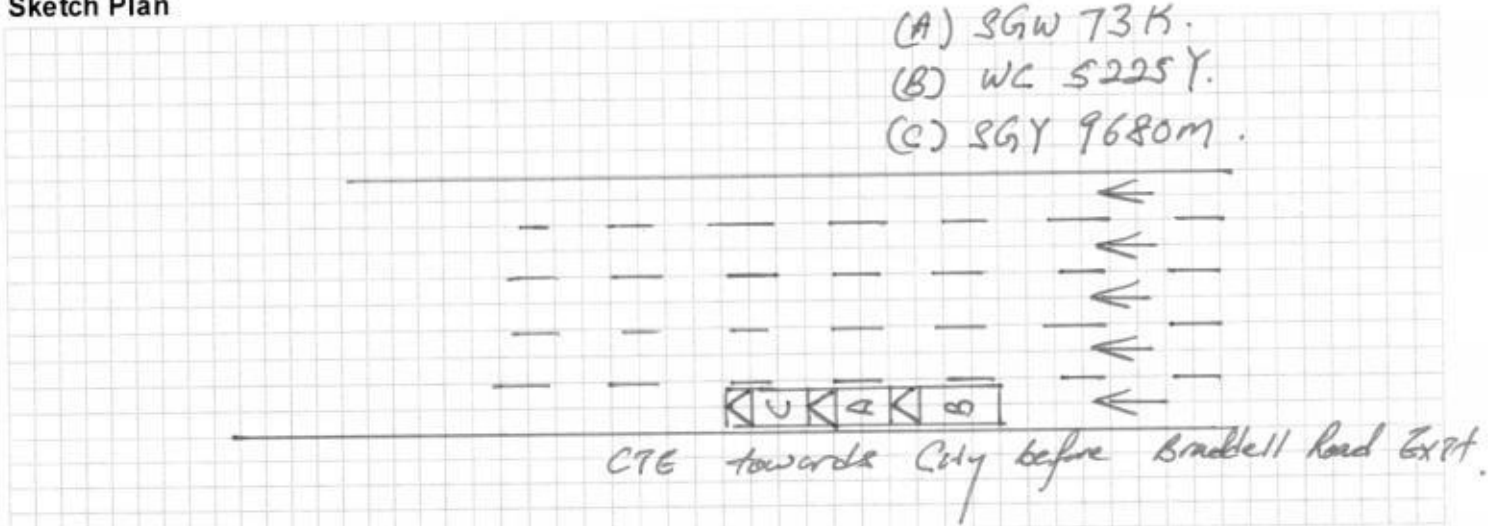 Sketch Plan
(A) SGW 73K.
(B) WC 5225Y.
(C) SGY 9680M.
C A B
CTE towards City before Braddell Road Exit.